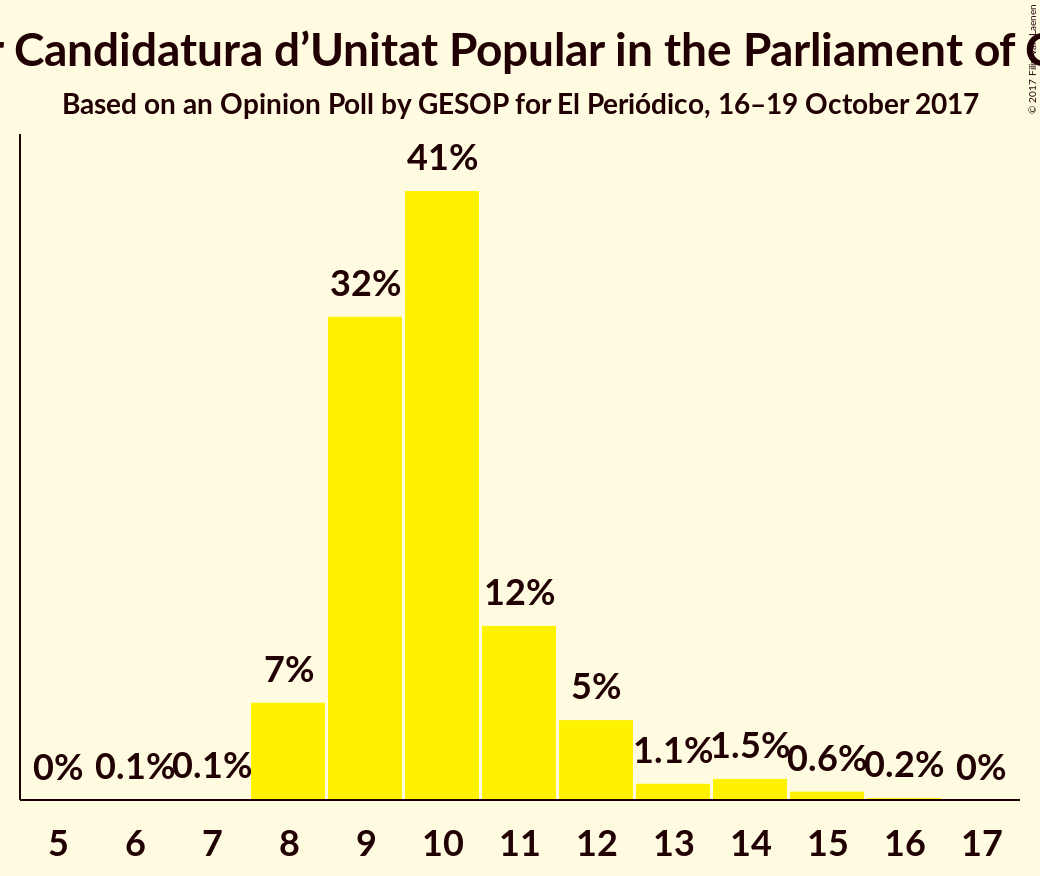 Candidatura d’Unitat Popular in the Parliament of
Based on an Opinion Poll by GESOP for El Periódico, 16–19 October 2017
© 2017 Laenen
41%
32%
12%
7%
5%
0% 0.1% 0.1% 1.1% 1.5% 0.6% 0.2% 0%
5 6 7 8 9 10 11 12 13 14 15 16 17